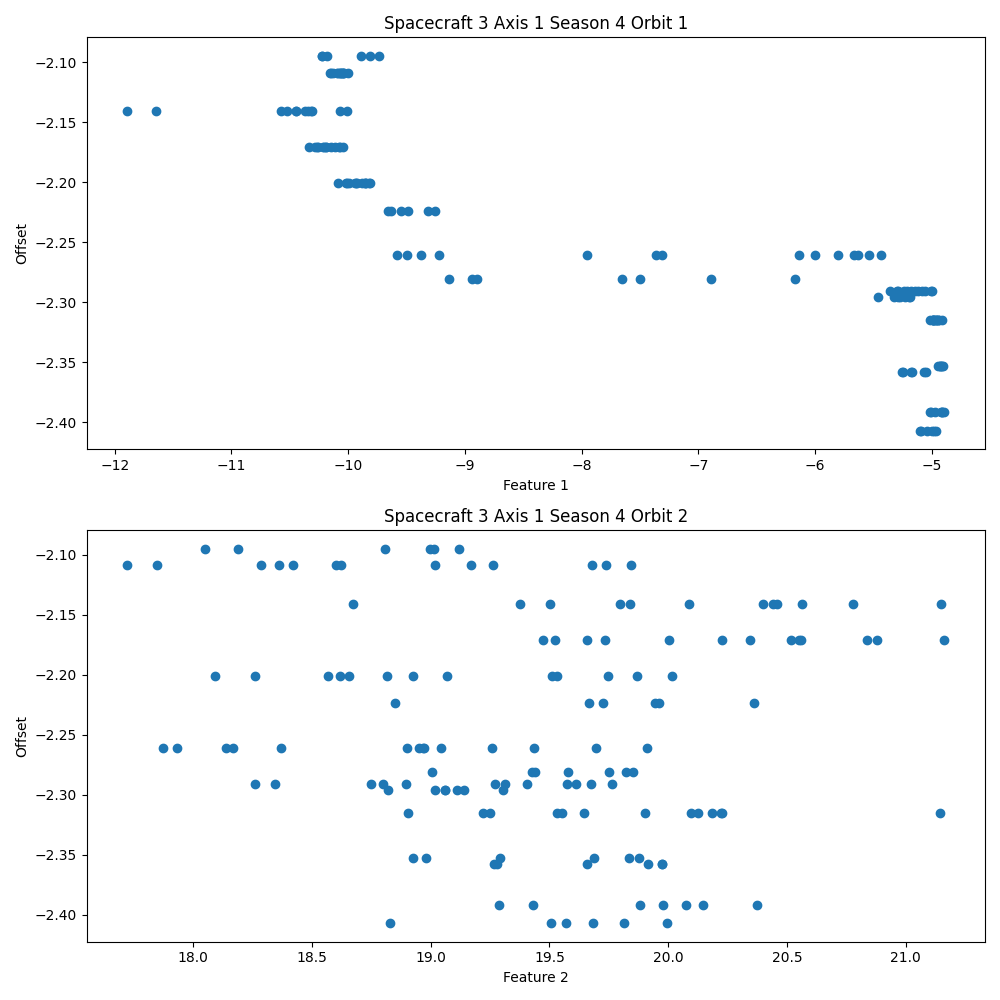 Spacecraft 3 Axis 1 Season 4 Orbit 1
−2.10
−2.15
−2.20
−2.25
−2.30
−2.35
−2.40
Offset
−12 −11 −10 −9 −8 −7 −6 −5
Feature 1
Spacecraft 3 Axis 1 Season 4 Orbit 2
−2.10
−2.15
−2.20
−2.25
−2.30
−2.35
−2.40
Offset
18.0 18.5 19.0 19.5 20.0 20.5 21.0
Feature 2